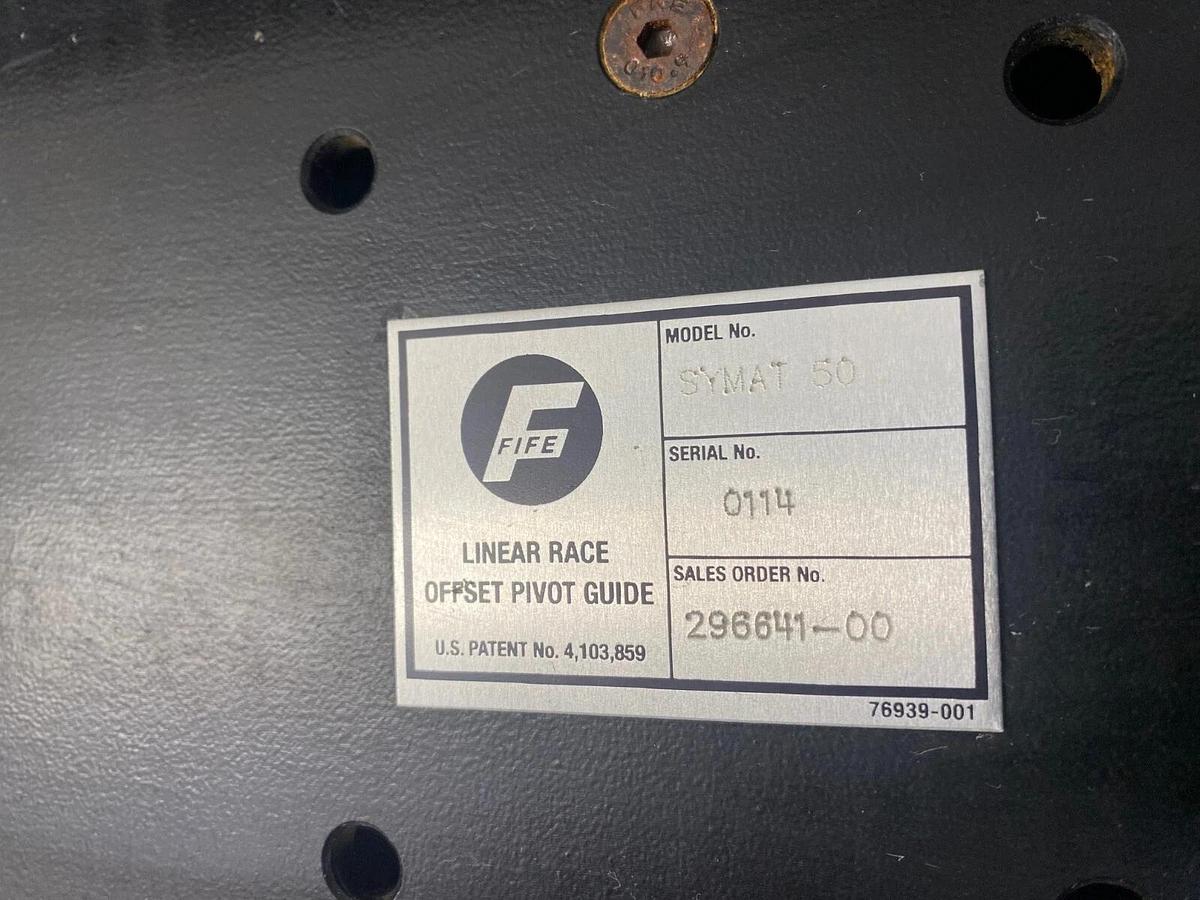 FIFE
LINEAR RACE
OFFSET PIVOT GUIDE
U.S. PATENT No. 4,103,859
MODEL No.
SYMAT 50
SERIAL No.
0114
SALES ORDER No.
296641-00
76939-001